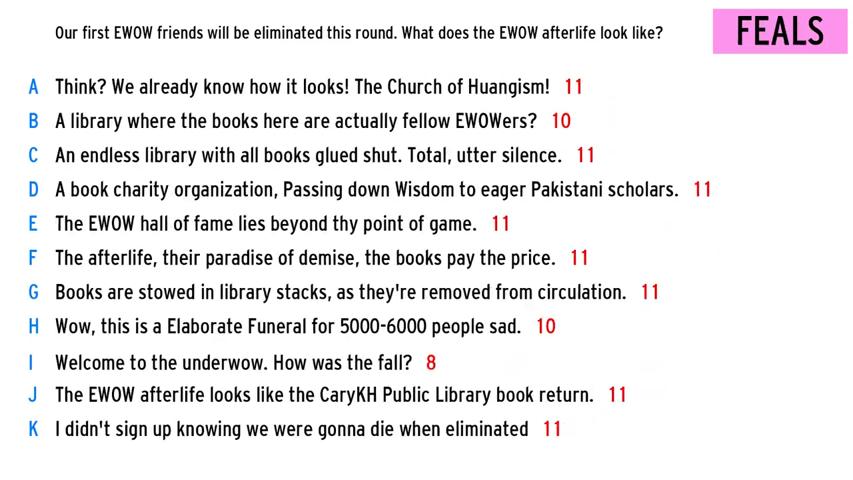 Our first EWOW friends will be eliminated this round. What does the EWOW afterlife look like?
FEALS
A Think? We already know how it looks! The Church of Huangism! 11
B A library where the books here are actually fellow EWOWers? 10
C An endless library with all books glued shut. Total, utter silence. 11
D A book charity organization, Passing down Wisdom to eager Pakistani scholars. 11
E The EWOW hall of fame lies beyond thy point of game. 11
F The afterlife, their paradise of demise, the books pay the price. 11
G Books are stowed in library stacks, as they're removed from circulation. 11
H Wow, this is a Elaborate Funeral for 5000-6000 people sad. 10
I Welcome to the underwow. How was the fall? 8
J The EWOW afterlife looks like the CaryKH Public Library book return. 11
K I didn't sign up knowing we were gonna die when eliminated 11